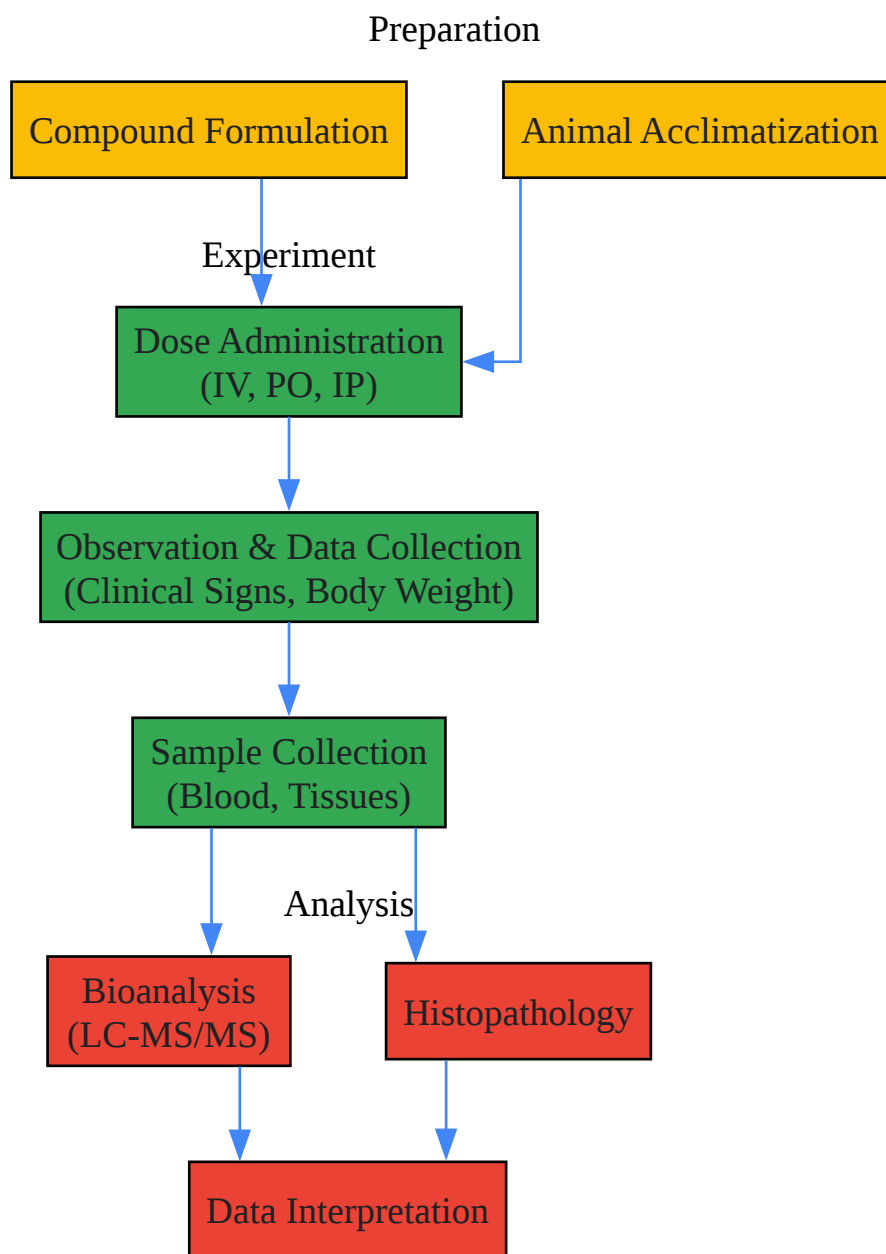 Preparation
Compound Formulation
Animal Acclimatization
Experiment
Dose Administration
(IV, PO, IP)
Observation & Data Collection
(Clinical Signs, Body Weight)
Sample Collection
(Blood, Tissues)
Analysis
Bioanalysis
(LC-MS/MS)
Histopathology
Data Interpretation